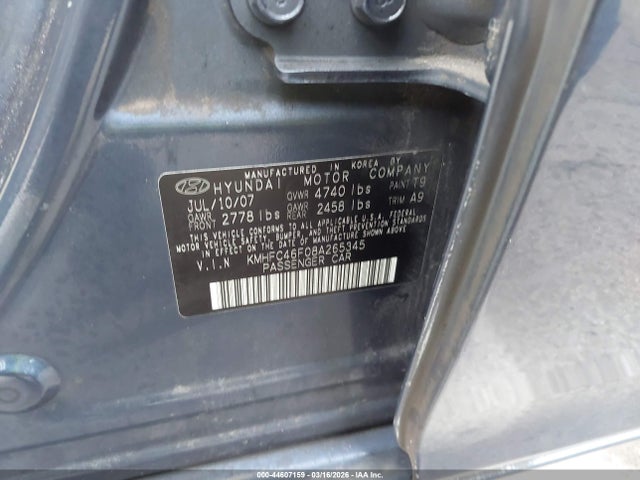 MANUFACTURED IN KOREA BY
HYUNDAI MOTOR COMPANY
JUL/10/07 GVWR 4740 lbs PAINT T9
GAWR FRONT 2778 lbs GAWR REAR 2458 lbs TRIM A9
THIS VEHICLE CONFORMS TO ALL APPLICABLE U.S.A. FEDERAL
MOTOR VEHICLE SAFETY, BUMPER, AND THEFT PREVENTION STANDARDS
IN EFFECT ON THE DATE OF MANUFACTURE SHOWN ABOVE.
V.I.N KMHFC46F08A265345
PASSENGER CAR
000-44607159 | 03/16/2026 | IAAI.COM